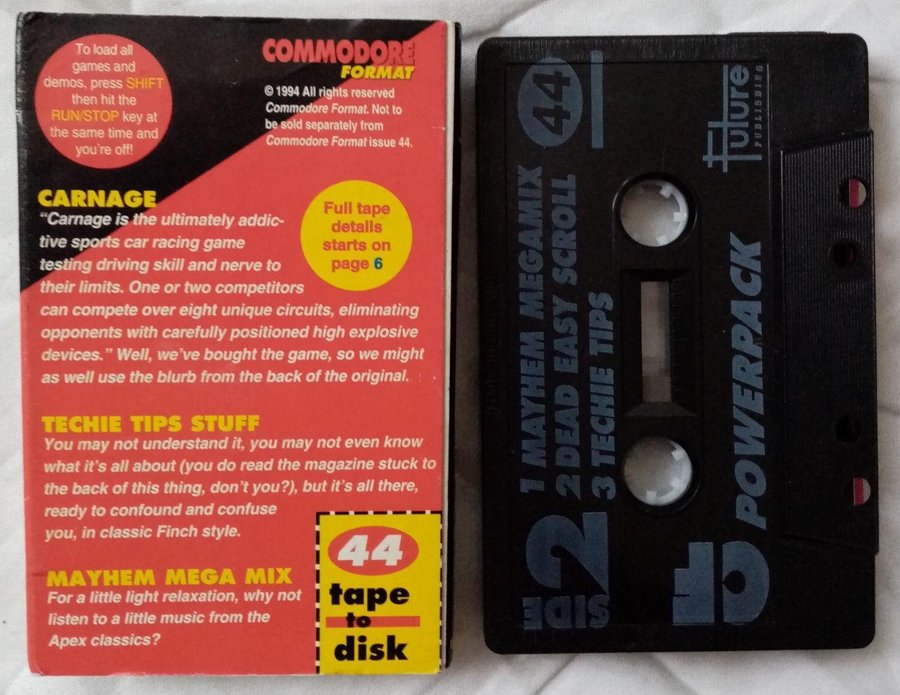 To load all
games and
demos, press SHIFT
then hit the
RUN/STOP key at
the same time and
you're off!
COMMODORE
FORMAT
© 1994 All rights reserved
Commodore Format. Not to
be sold separately from
Commodore Format issue 44.
CARNAGE
"Carnage is the ultimately addic-
tive sports car racing game
testing driving skill and nerve to
their limits. One or two competitors
can compete over eight unique circuits, eliminating
opponents with carefully positioned high explosive
devices." Well, we've bought the game, so we might
as well use the blurb from the back of the original.
Full tape
details
starts on
page 6
TECHIE TIPS STUFF
You may not understand it, you may not even know
what it's all about (you do read the magazine stuck to
the back of this thing, don't you?), but it's all there,
ready to confound and confuse
you, in classic Finch style.
MAYHEM MEGA MIX
For a little light relaxation, why not
listen to a little music from the
Apex classics?
44
tape
to
disk
SIDE 2
1 MAYHEM MEGAMIX
2 DEAD EASY SCROLL
3 TECHIE TIPS
44
CF
POWERPACK
Future
PUBLISHING